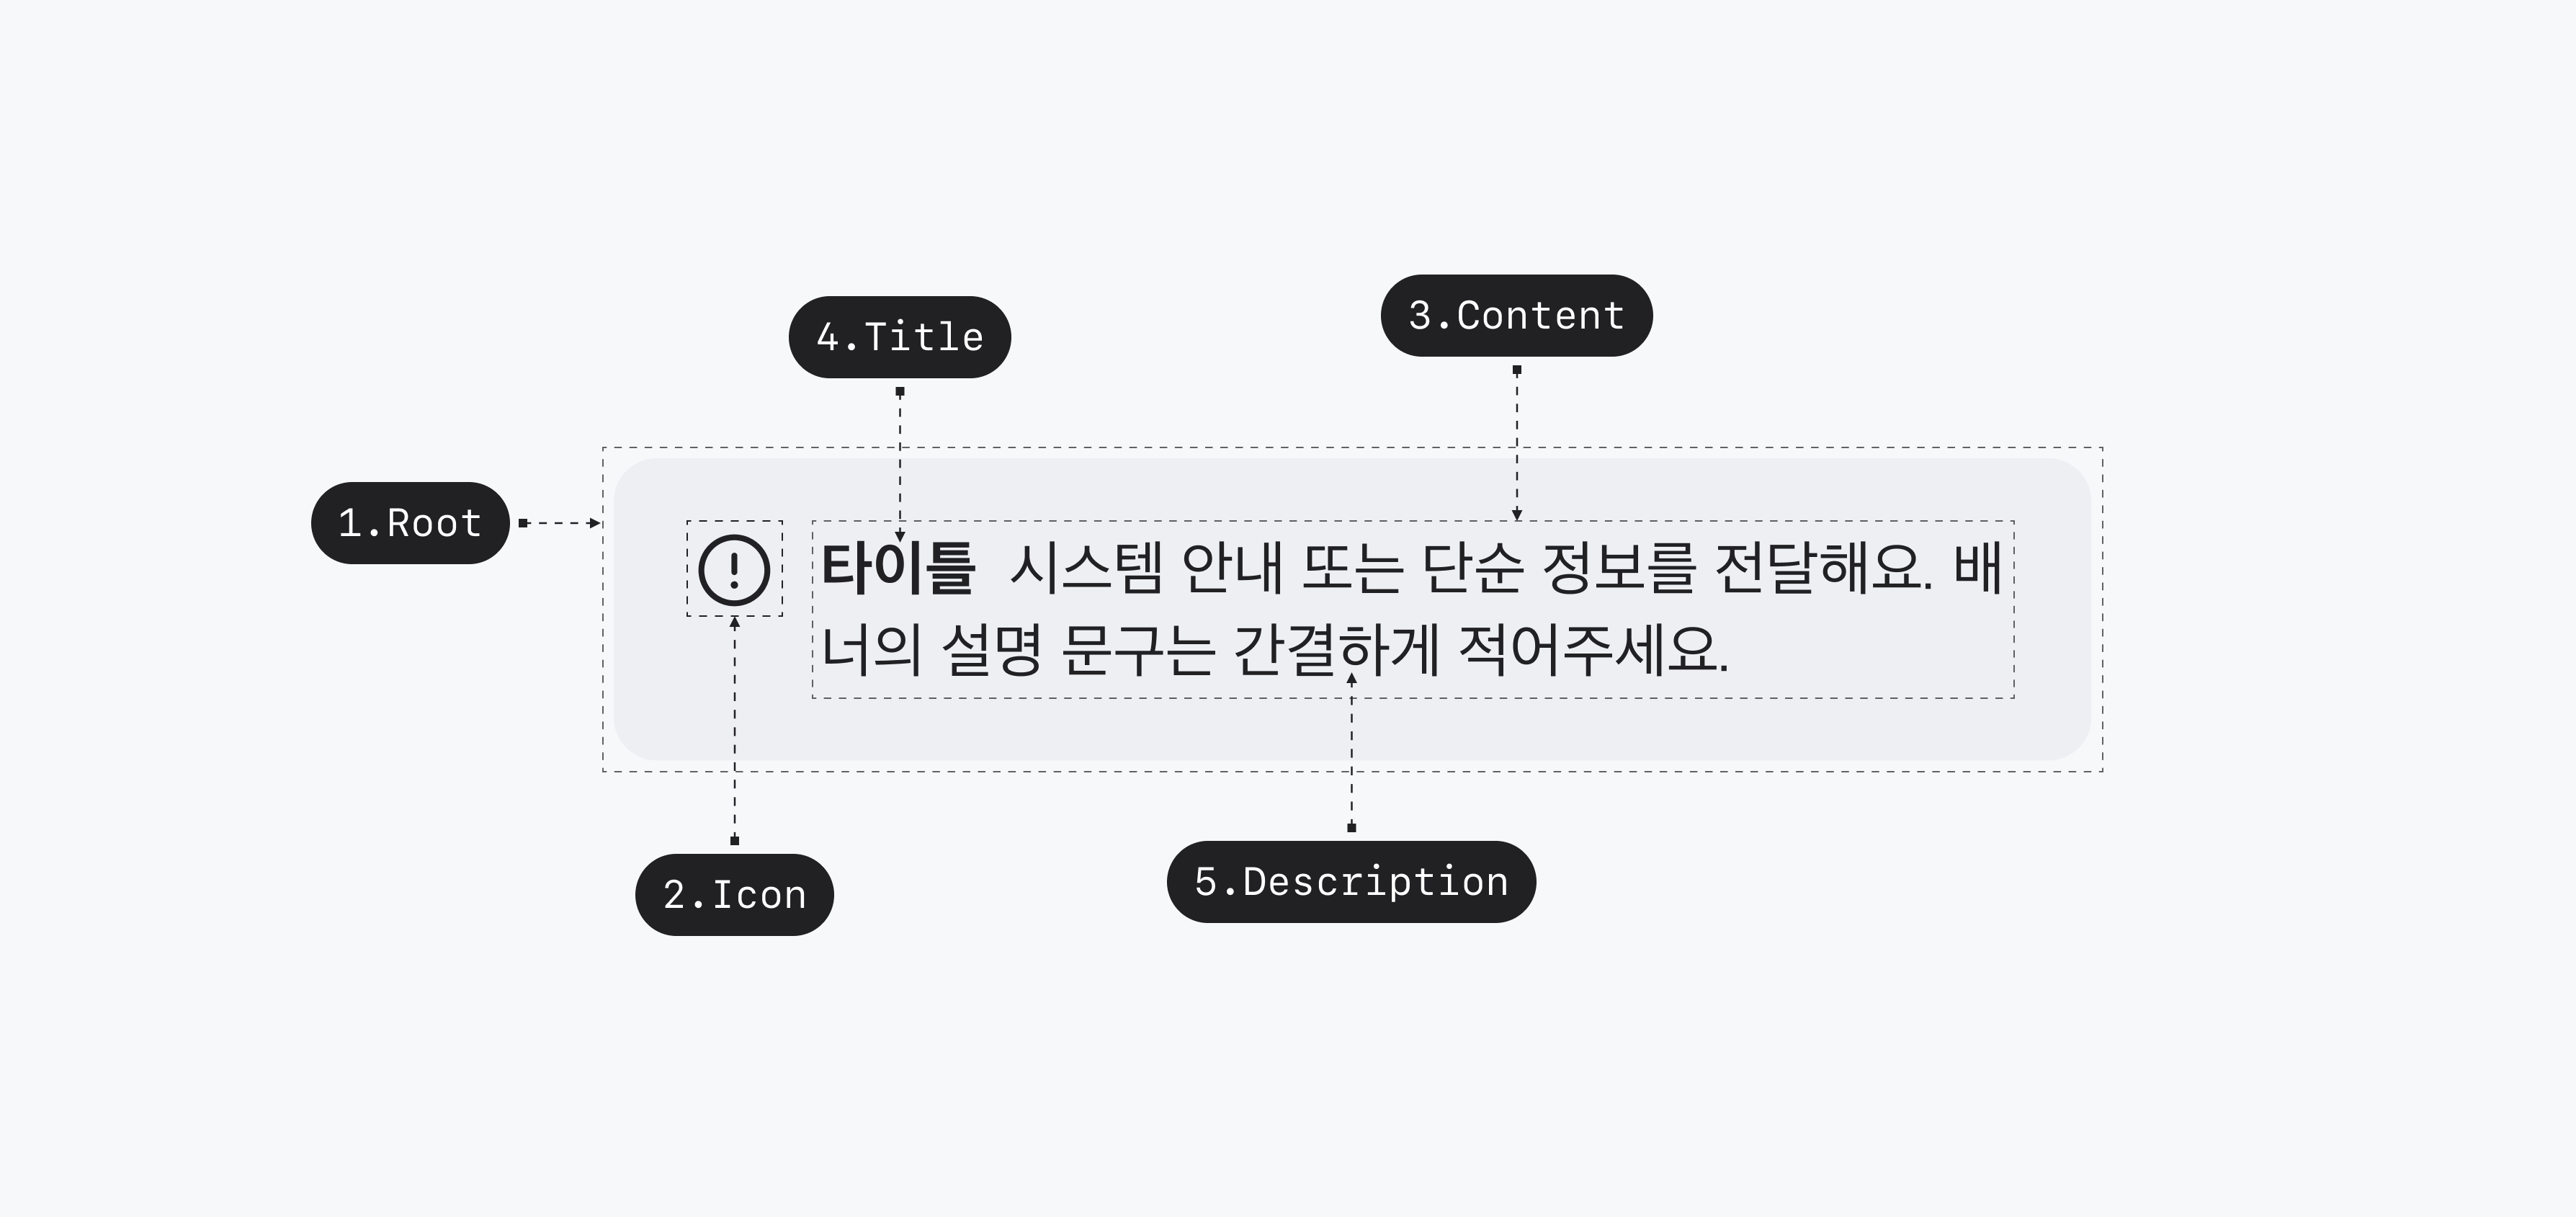 3.Content
4.Title
1.Root
타이틀 시스템 안내 또는 단순 정보를 전달해요. 배
너의 설명 문구는 간결하게 적어주세요.
2.Icon
5.Description